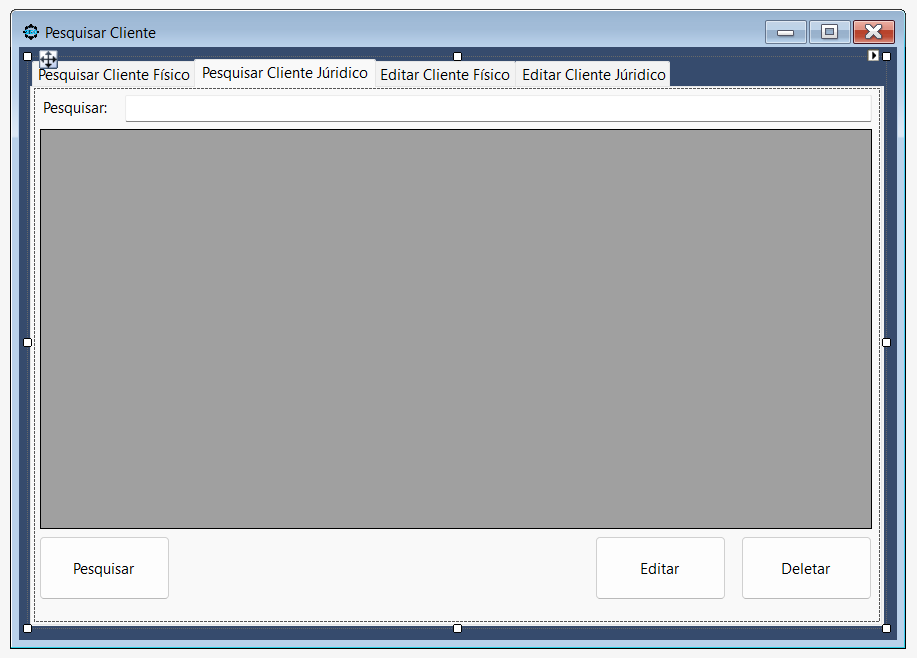 Pesquisar Cliente
Pesquisar Cliente Físico Pesquisar Cliente Júridico Editar Cliente Físico Editar Cliente Júridico
Pesquisar:
Pesquisar Editar Deletar